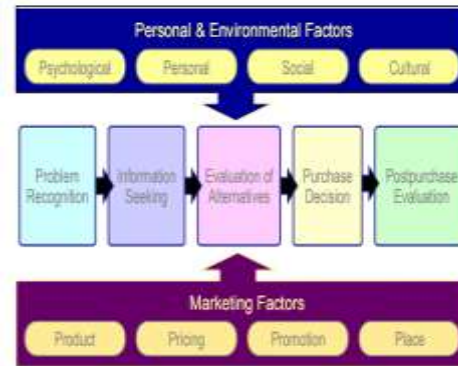 Personal & Environmental Factors
Psychological Personal Social Cultural
Problem Recognition
Information Seeking
Evaluation of Alternatives
Purchase Decision
Postpurchase Evaluation
Marketing Factors
Product Pricing Promotion Place